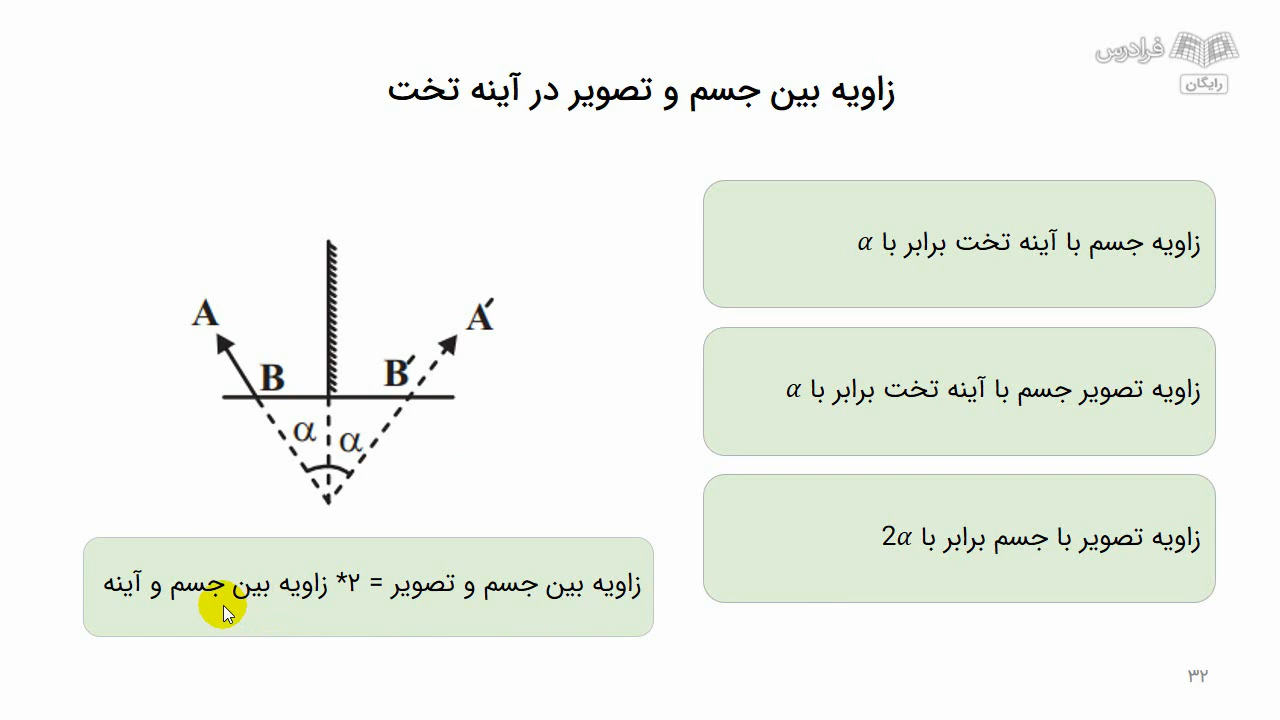 فرادرس
رایگان
زاویه بین جسم و تصویر در آینه تخت
زاویه جسم با آینه تخت برابر با α
زاویه تصویر جسم با آینه تخت برابر با α
زاویه تصویر با جسم برابر با 2α
A
A′
B
B′
α
α
زاویه بین جسم و تصویر = ۲* زاویه بین جسم و آینه
۳۲